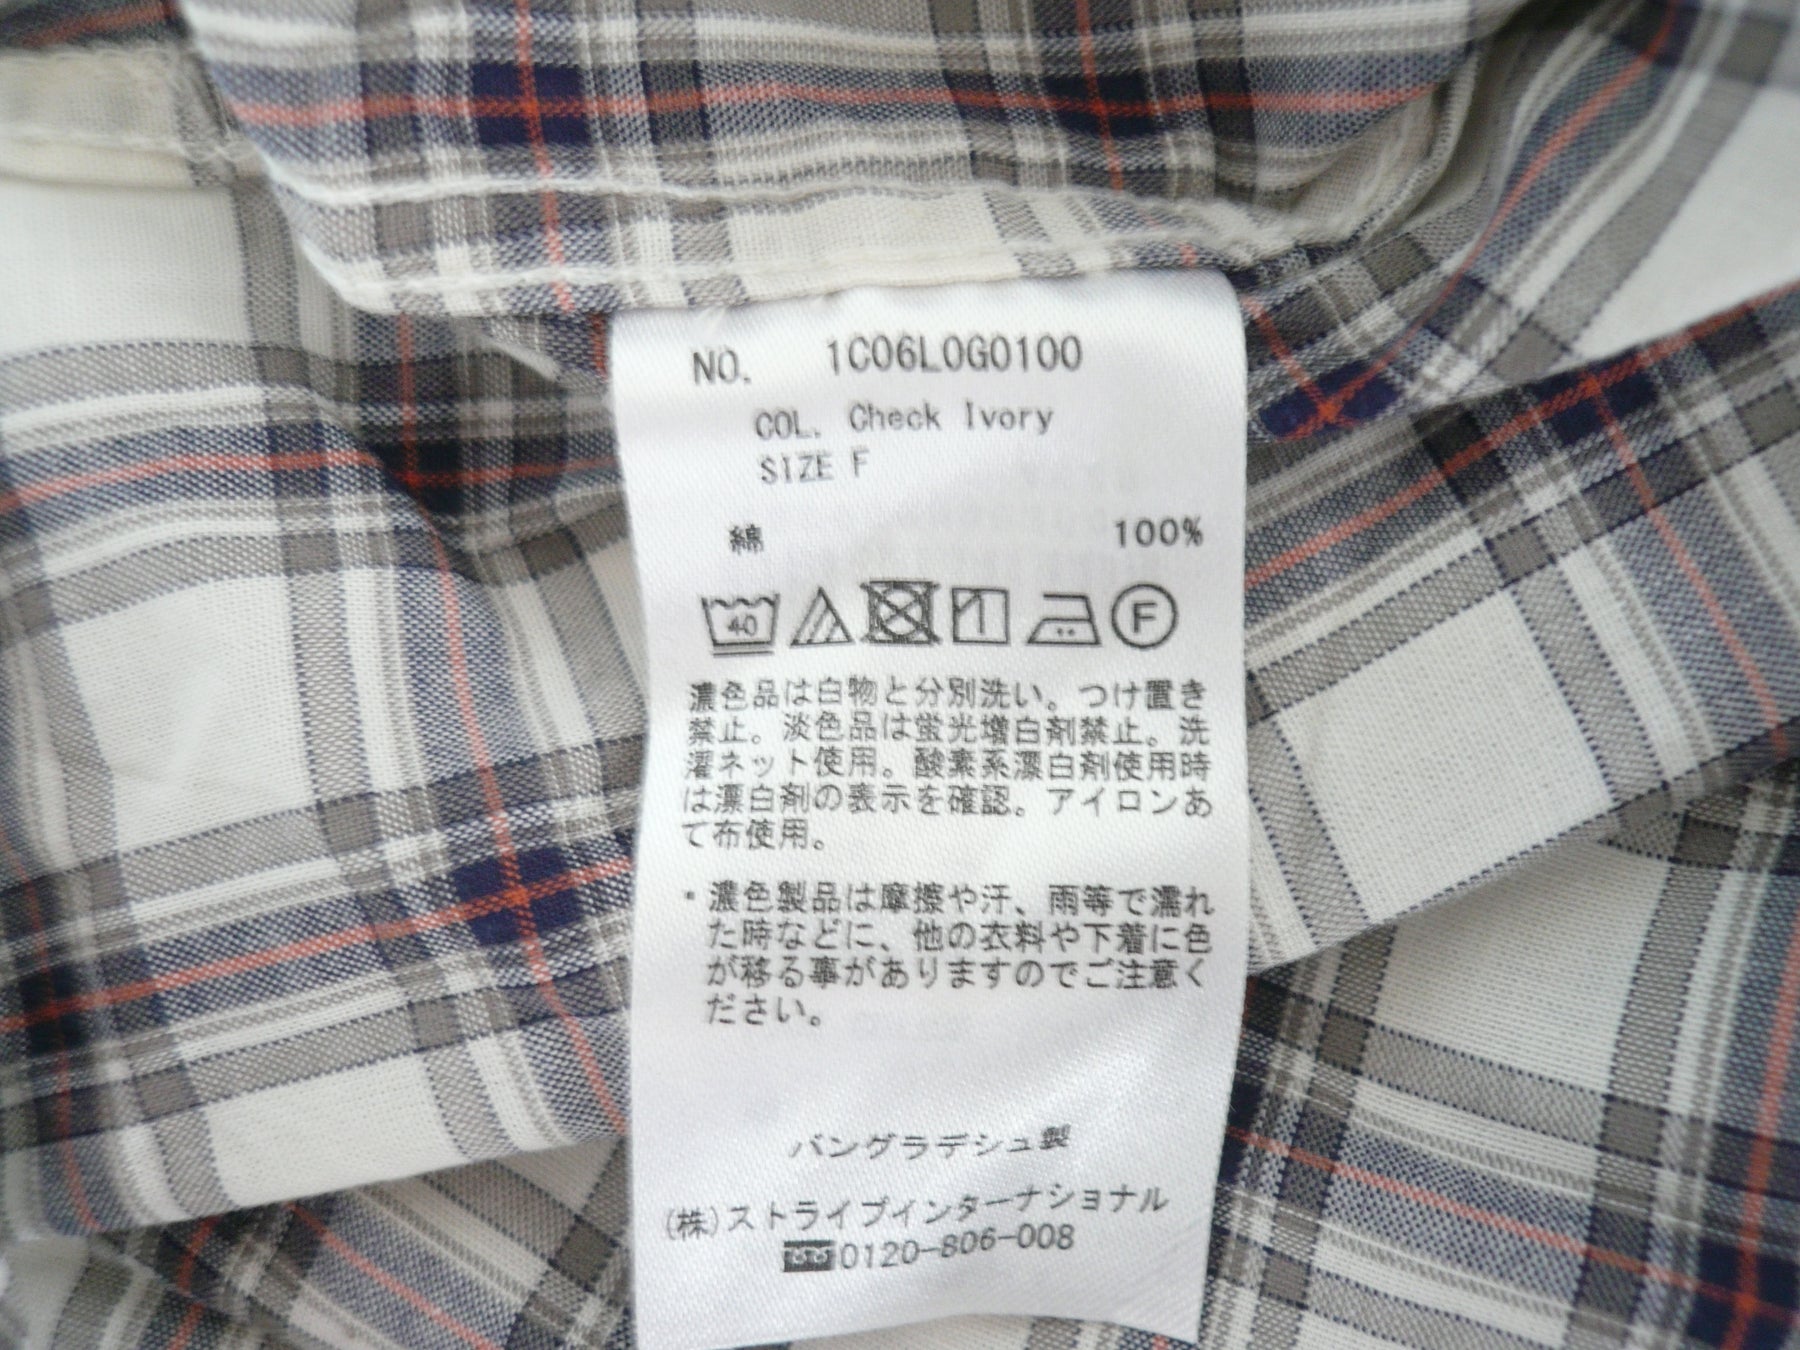 NO. 1C06L0G0100
COL. Check Ivory
SIZE F
綿 100%
40 F
濃色品は白物と分別洗い。つけ置き
禁止。淡色品は蛍光増白剤禁止。洗
濯ネット使用。酸素系漂白剤使用時
は漂白剤の表示を確認。アイロンあ
て布使用。
・濃色製品は摩擦や汗、雨等で濡れ
た時などに、他の衣料や下着に色
が移る事がありますのでご注意く
ださい。
バングラデシュ製
(株)ストライプインターナショナル
0120-806-008